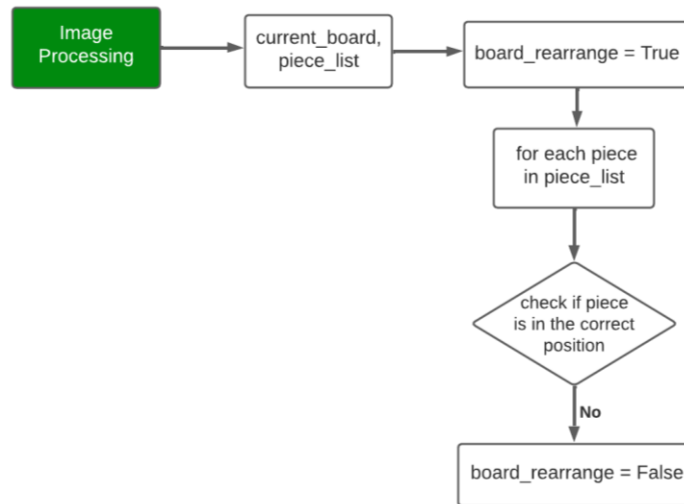 Image
Processing
current_board,
piece_list
board_rearrange = True
for each piece
in piece_list
check if piece
is in the correct
position
No
board_rearrange = False